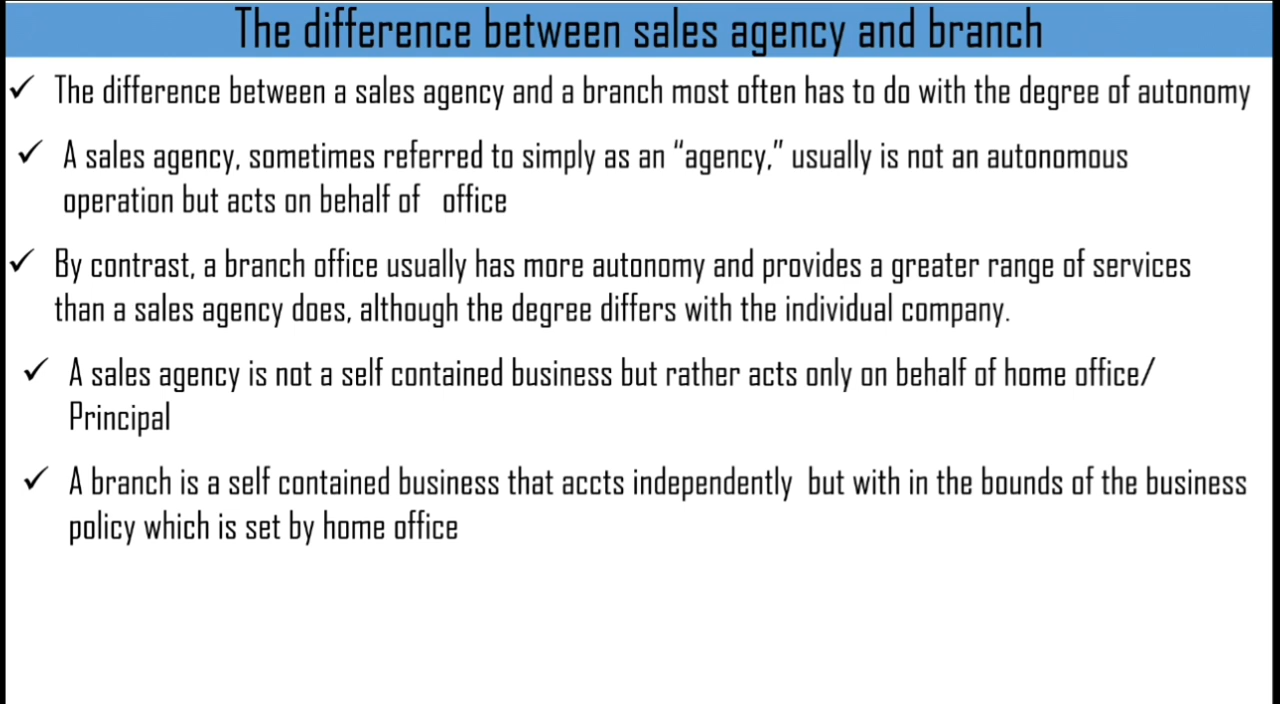 The difference between sales agency and branch
✓ The difference between a sales agency and a branch most often has to do with the degree of autonomy
✓ A sales agency, sometimes referred to simply as an “agency,” usually is not an autonomous
operation but acts on behalf of office
✓ By contrast, a branch office usually has more autonomy and provides a greater range of services
than a sales agency does, although the degree differs with the individual company.
✓ A sales agency is not a self contained business but rather acts only on behalf of home office/
Principal
✓ A branch is a self contained business that accts independently but with in the bounds of the business
policy which is set by home office